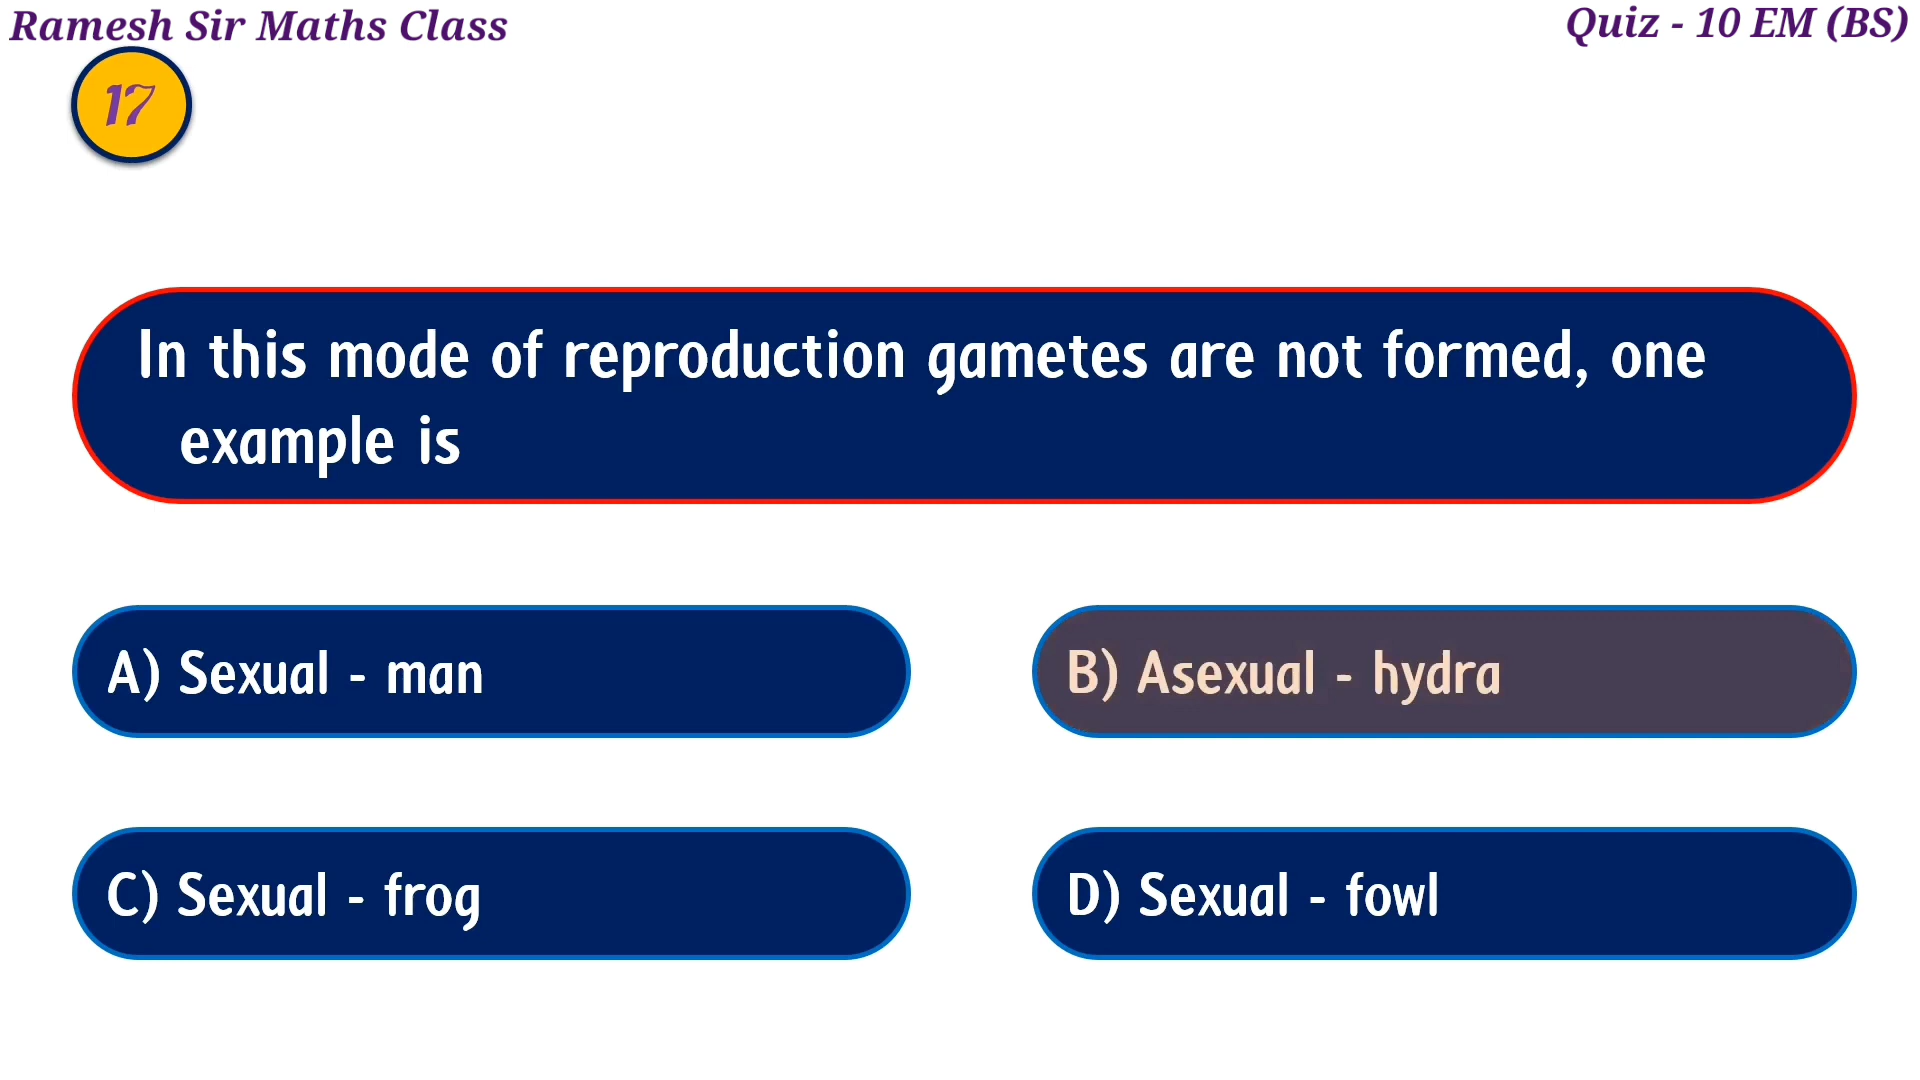 Ramesh Sir Maths Class
Quiz - 10 EM (BS)
17
In this mode of reproduction gametes are not formed, one
example is
A) Sexual - man
B) Asexual - hydra
C) Sexual - frog
D) Sexual - fowl